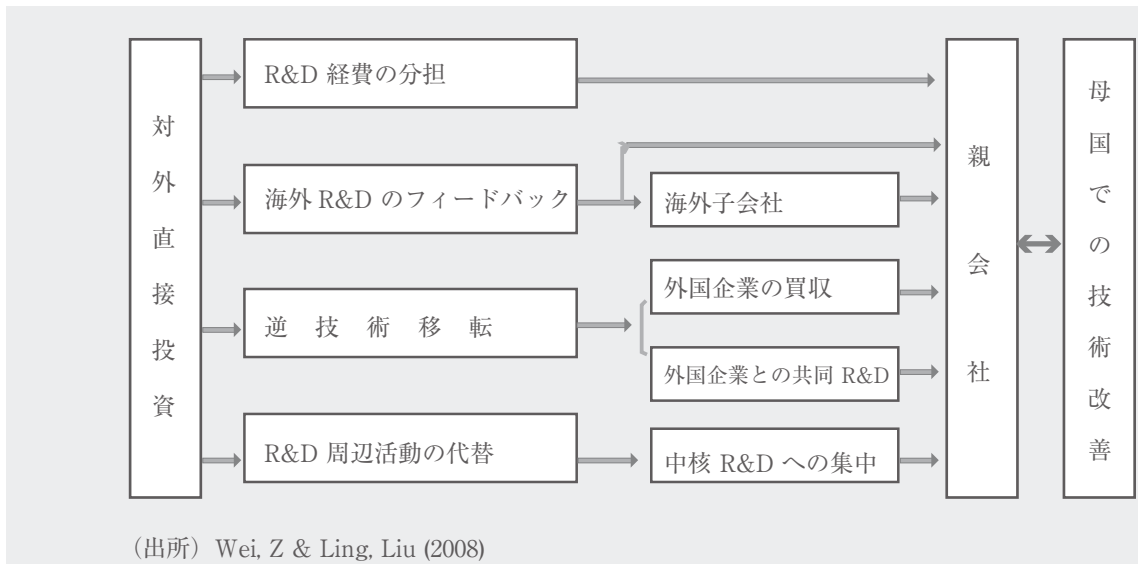 対外直接投資
R&D 経費の分担
海外 R&D のフィードバック
海外子会社
逆 技 術 移 転
外国企業の買収
外国企業との共同 R&D
R&D 周辺活動の代替
中核 R&D への集中
親会社
母国での技術改善
（出所）Wei, Z & Ling, Liu (2008)